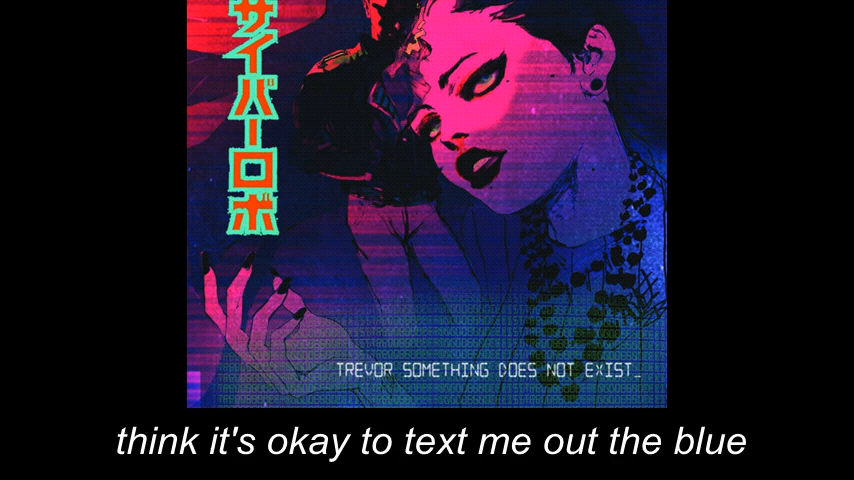 サイバーロボ
TREVOR SOMETHING DOES NOT EXIST_
think it's okay to text me out the blue